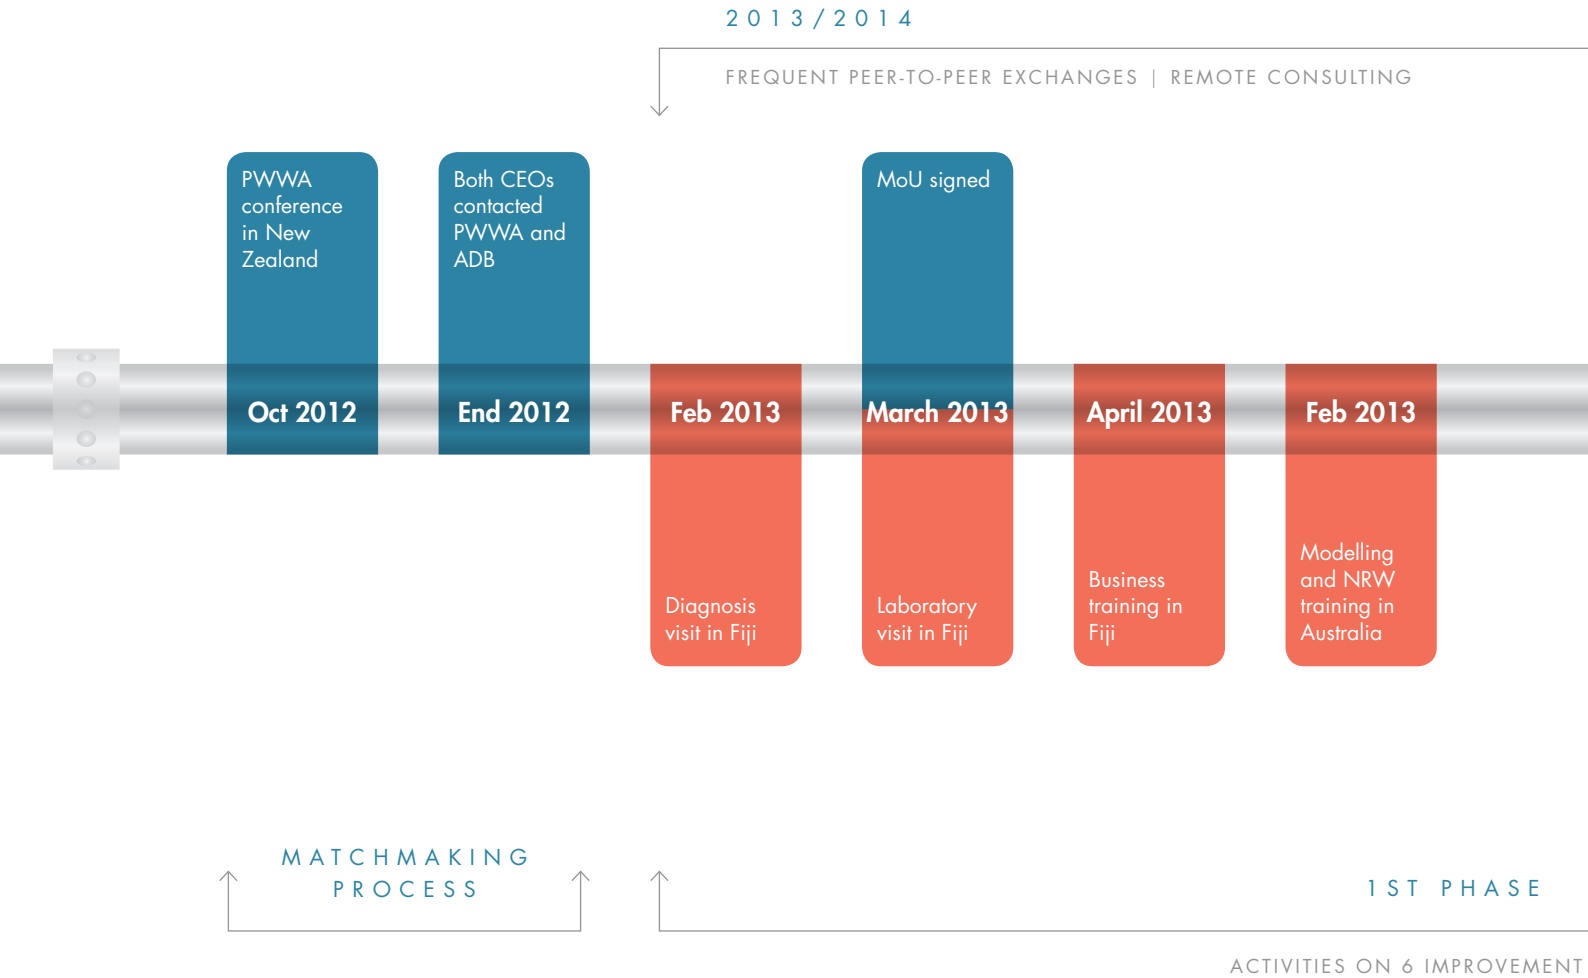 2013/2014
FREQUENT PEER-TO-PEER EXCHANGES | REMOTE CONSULTING
PWWA
conference
in New
Zealand
Both CEOs
contacted
PWWA and
ADB
MoU signed
Oct 2012
End 2012
Feb 2013
March 2013
April 2013
Feb 2013
Diagnosis
visit in Fiji
Laboratory
visit in Fiji
Business
training in
Fiji
Modelling
and NRW
training in
Australia
MATCHMAKING
PROCESS
1ST PHASE
ACTIVITIES ON 6 IMPROVEMENT